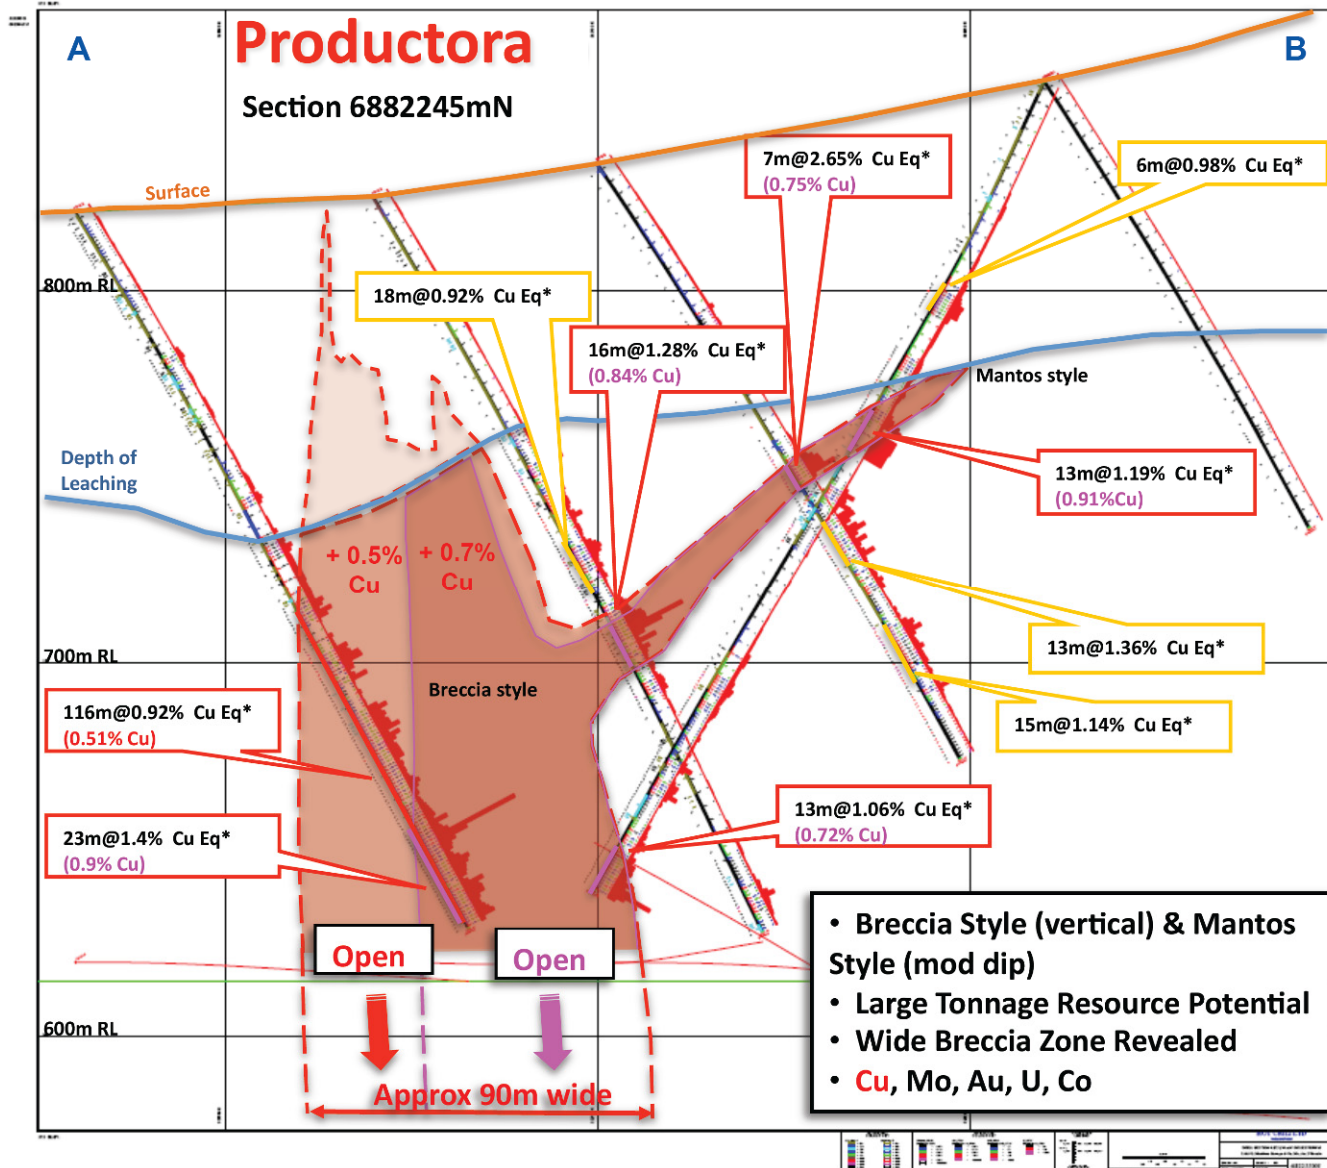 A
Productora
B
Section 6882245mN
Surface
7m@2.65% Cu Eq*
(0.75% Cu)
6m@0.98% Cu Eq*
800m RL
18m@0.92% Cu Eq*
16m@1.28% Cu Eq*
(0.84% Cu)
Mantos style
Depth of
Leaching
13m@1.19% Cu Eq*
(0.91%Cu)
+ 0.5%
Cu
+ 0.7%
Cu
13m@1.36% Cu Eq*
700m RL
Breccia style
116m@0.92% Cu Eq*
(0.51% Cu)
15m@1.14% Cu Eq*
23m@1.4% Cu Eq*
(0.9% Cu)
13m@1.06% Cu Eq*
(0.72% Cu)
Open
Open
600m RL
Approx 90m wide
• Breccia Style (vertical) & Mantos
Style (mod dip)
• Large Tonnage Resource Potential
• Wide Breccia Zone Revealed
• Cu, Mo, Au, U, Co